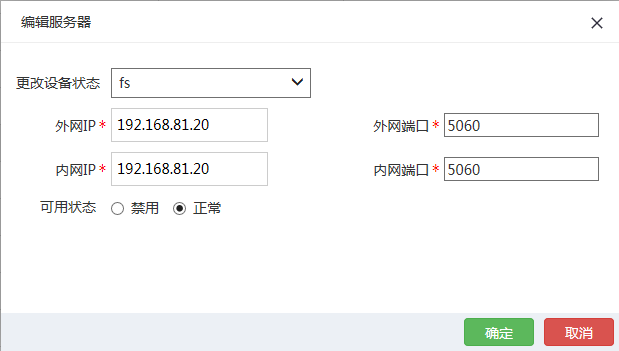 编辑服务器
更改设备状态 fs
外网IP * 192.168.81.20 外网端口 * 5060
内网IP * 192.168.81.20 内网端口 * 5060
可用状态 禁用 正常
确定 取消